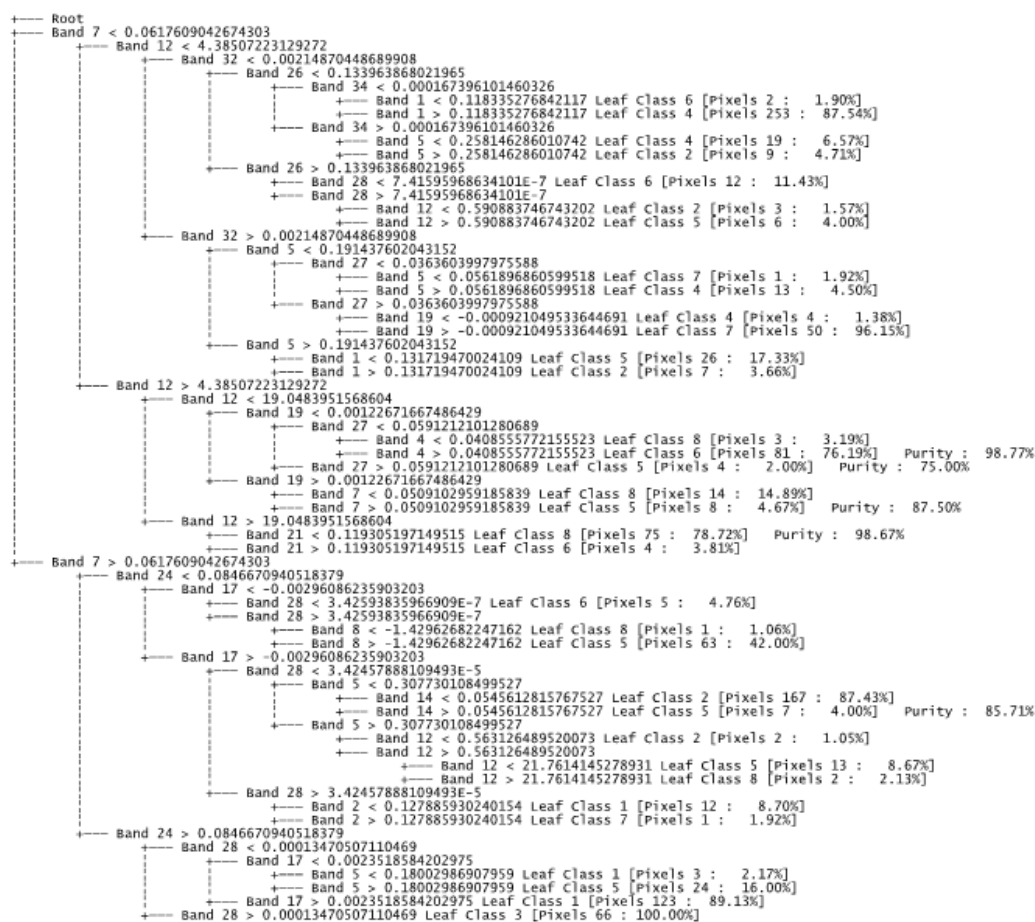 Root
Band 7 < 0.0617609042674303
Band 12 < 4.38507223129272
Band 32 < 0.00214870448689908
Band 26 < 0.133963868021965
Band 34 < 0.000167396101460326
Band 1 < 0.118335276842117 Leaf Class 6 [Pixels 2 : 1.90%]
Band 1 > 0.118335276842117 Leaf Class 4 [Pixels 253 : 87.54%]
Band 34 > 0.000167396101460326
Band 5 < 0.258146286010742 Leaf Class 4 [Pixels 19 : 6.57%]
Band 5 > 0.258146286010742 Leaf Class 2 [Pixels 9 : 4.71%]
Band 26 > 0.133963868021965
Band 28 < 7.41595968634101E-7 Leaf Class 6 [Pixels 12 : 11.43%]
Band 28 > 7.41595968634101E-7
Band 12 < 0.590883746743202 Leaf Class 2 [Pixels 3 : 1.57%]
Band 12 > 0.590883746743202 Leaf Class 5 [Pixels 6 : 4.00%]
Band 32 > 0.00214870448689908
Band 5 < 0.191437602043152
Band 27 < 0.0363603997975588
Band 5 < 0.0561896860599518 Leaf Class 7 [Pixels 1 : 1.92%]
Band 5 > 0.0561896860599518 Leaf Class 4 [Pixels 13 : 4.50%]
Band 27 > 0.0363603997975588
Band 19 < -0.000921049533644691 Leaf Class 4 [Pixels 4 : 1.38%]
Band 19 > -0.000921049533644691 Leaf Class 7 [Pixels 50 : 96.15%]
Band 5 > 0.191437602043152
Band 1 < 0.131719470024109 Leaf Class 5 [Pixels 26 : 17.33%]
Band 1 > 0.131719470024109 Leaf Class 2 [Pixels 7 : 3.66%]
Band 12 > 4.38507223129272
Band 12 < 19.0483951568604
Band 19 < 0.00122671667486429
Band 27 < 0.0591212101280689
Band 4 < 0.0408555772155523 Leaf Class 8 [Pixels 3 : 3.19%]
Band 4 > 0.0408555772155523 Leaf Class 6 [Pixels 81 : 76.19%] Purity : 98.77%
Band 27 > 0.0591212101280689 Leaf Class 5 [Pixels 4 : 2.00%] Purity : 75.00%
Band 19 > 0.00122671667486429
Band 7 < 0.0509102959185839 Leaf Class 8 [Pixels 14 : 14.89%]
Band 7 > 0.0509102959185839 Leaf Class 5 [Pixels 8 : 4.67%] Purity : 87.50%
Band 12 > 19.0483951568604
Band 21 < 0.119305197149515 Leaf Class 8 [Pixels 75 : 78.72%] Purity : 98.67%
Band 21 > 0.119305197149515 Leaf Class 6 [Pixels 4 : 3.81%]
Band 7 > 0.0617609042674303
Band 24 < 0.0846670940518379
Band 17 < -0.00296086235903203
Band 28 < 3.42593835966909E-7 Leaf Class 6 [Pixels 5 : 4.76%]
Band 28 > 3.42593835966909E-7
Band 8 < -1.42962682247162 Leaf Class 8 [Pixels 1 : 1.06%]
Band 8 > -1.42962682247162 Leaf Class 5 [Pixels 63 : 42.00%]
Band 17 > -0.00296086235903203
Band 28 < 3.42457888109493E-5
Band 5 < 0.307730108499527
Band 14 < 0.0545612815767527 Leaf Class 2 [Pixels 167 : 87.43%]
Band 14 > 0.0545612815767527 Leaf Class 5 [Pixels 7 : 4.00%] Purity : 85.71%
Band 5 > 0.307730108499527
Band 12 < 0.563126489520073 Leaf Class 2 [Pixels 2 : 1.05%]
Band 12 > 0.563126489520073
Band 12 < 21.7614145278931 Leaf Class 5 [Pixels 13 : 8.67%]
Band 12 > 21.7614145278931 Leaf Class 8 [Pixels 2 : 2.13%]
Band 28 > 3.42457888109493E-5
Band 2 < 0.127885930240154 Leaf Class 1 [Pixels 12 : 8.70%]
Band 2 > 0.127885930240154 Leaf Class 7 [Pixels 1 : 1.92%]
Band 24 > 0.0846670940518379
Band 28 < 0.00013470507110469
Band 17 < 0.0023518584202975
Band 5 < 0.18002986907959 Leaf Class 1 [Pixels 3 : 2.17%]
Band 5 > 0.18002986907959 Leaf Class 5 [Pixels 24 : 16.00%]
Band 17 > 0.0023518584202975 Leaf Class 1 [Pixels 123 : 89.13%]
Band 28 > 0.00013470507110469 Leaf Class 3 [Pixels 66 : 100.00%]